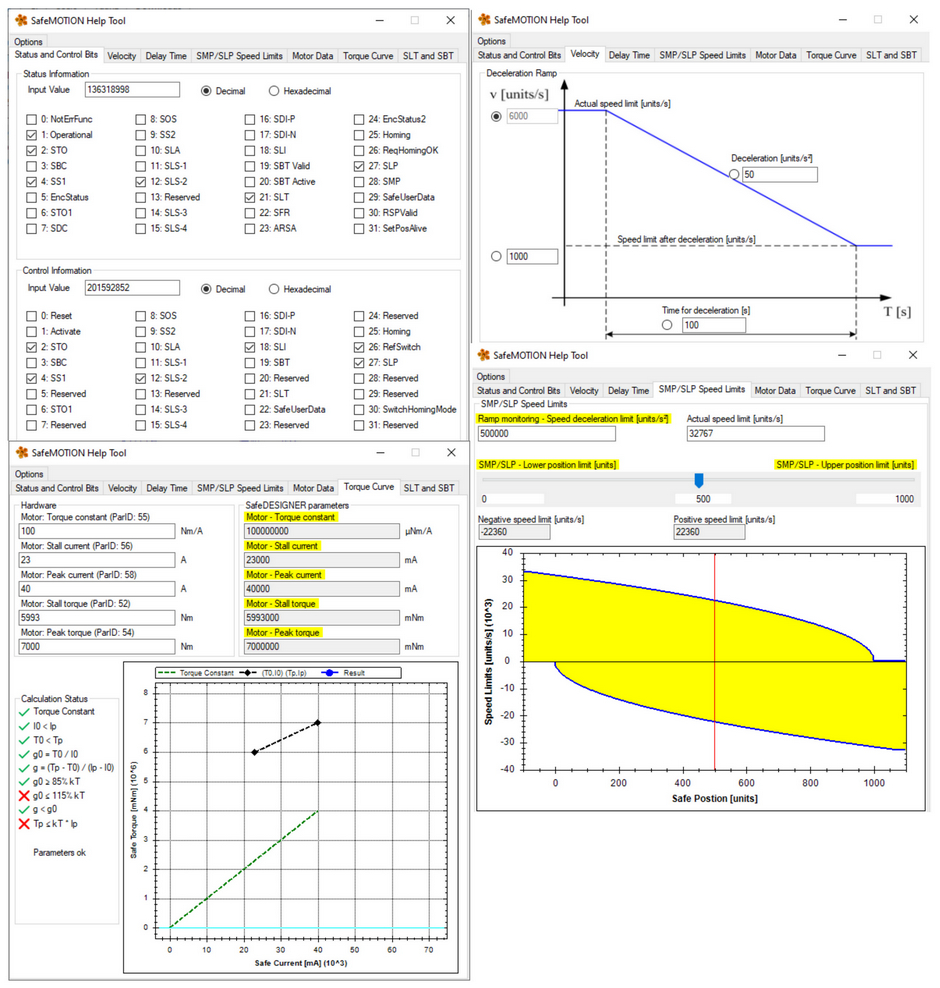 SafeMOTION Help Tool
Options
Status and Control Bits Velocity Delay Time SMP/SLP Speed Limits Motor Data Torque Curve SLT and SBT
Status Information
Input Value 136318998 Decimal Hexadecimal
0: NotErrFunc 8: SOS 16: SDI-P 24: EncStatus2
1: Operational 9: SS2 17: SDI-N 25: Homing
2: STO 10: SLA 18: SLI 26: ReqHomingOK
3: SBC 11: SLS-1 19: SBT Valid 27: SLP
4: SS1 12: SLS-2 20: SBT Active 28: SMP
5: EncStatus 13: Reserved 21: SLT 29: SafeUserData
6: STO1 14: SLS-3 22: SFR 30: RSPValid
7: SDC 15: SLS-4 23: ARSA 31: SetPosAlive
Control Information
Input Value 201592852 Decimal Hexadecimal
0: Reset 8: SOS 16: SDI-P 24: Reserved
1: Activate 9: SS2 17: SDI-N 25: Homing
2: STO 10: SLA 18: SLI 26: RefSwitch
3: SBC 11: SLS-1 19: SBT 27: SLP
4: SS1 12: SLS-2 20: Reserved 28: Reserved
5: Reserved 13: Reserved 21: SLT 29: Reserved
6: STO1 14: SLS-3 22: SafeUserData 30: SwitchHomingMode
7: Reserved 15: SLS-4 23: Reserved 31: Reserved
SafeMOTION Help Tool
Options
Status and Control Bits Velocity Delay Time SMP/SLP Speed Limits Motor Data Torque Curve SLT and SBT
Deceleration Ramp
v [units/s]
Actual speed limit [units/s]
6000
Deceleration [units/s²]
50
Speed limit after deceleration [units/s]
1000
Time for deceleration [s]
100
T [s]
SafeMOTION Help Tool
Options
Status and Control Bits Velocity Delay Time SMP/SLP Speed Limits Motor Data Torque Curve SLT and SBT
SMP/SLP Speed Limits
Ramp monitoring - Speed deceleration limit [units/s²] Actual speed limit [units/s]
500000 32767
SMP/SLP - Lower position limit [units] SMP/SLP - Upper position limit [units]
0 500 1000
Negative speed limit [units/s] Positive speed limit [units/s]
-22360 22360
Speed Limits [units/s] (10^3)
40
30
20
10
0
-10
-20
-30
-40
0 200 400 600 800 1000
Safe Postion [units]
SafeMOTION Help Tool
Options
Status and Control Bits Velocity Delay Time SMP/SLP Speed Limits Motor Data Torque Curve SLT and SBT
Hardware SafeDESIGNER parameters
Motor: Torque constant (ParID: 55) Motor - Torque constant
100 Nm/A 100000000 µNm/A
Motor: Stall current (ParID: 56) Motor - Stall current
23 A 23000 mA
Motor: Peak current (ParID: 58) Motor - Peak current
40 A 40000 mA
Motor: Stall torque (ParID: 52) Motor - Stall torque
5993 Nm 5993000 mNm
Motor: Peak torque (ParID: 54) Motor - Peak torque
7000 Nm 7000000 mNm
Torque Constant (T0,I0) (Tp,Ip) Result
Calculation Status
Torque Constant
I0 < Ip
T0 < Tp
g0 = T0 / I0
g = (Tp - T0) / (Ip - I0)
g0 ≥ 85% kT
g0 ≤ 115% kT
g < g0
Tp ≤ kT * Ip
Parameters ok
Safe Torque [mNm] (10^6)
8
7
6
5
4
3
2
1
0
0 10 20 30 40 50 60 70
Safe Current [mA] (10^3)